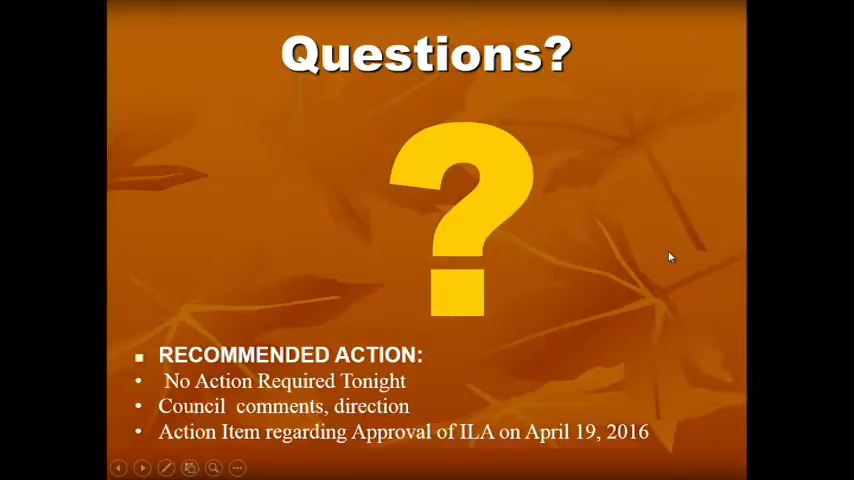 Questions?
?
RECOMMENDED ACTION:
No Action Required Tonight
Council comments, direction
Action Item regarding Approval of ILA on April 19, 2016